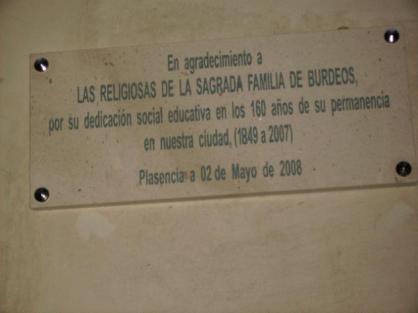 En agradecimiento a
LAS RELIGIOSAS DE LA SAGRADA FAMILIA DE BURDEOS,
por su dedicación social educativa en los 160 años de su permanencia
en nuestra ciudad, (1849 a 2007)
Plasencia a 02 de Mayo de 2008